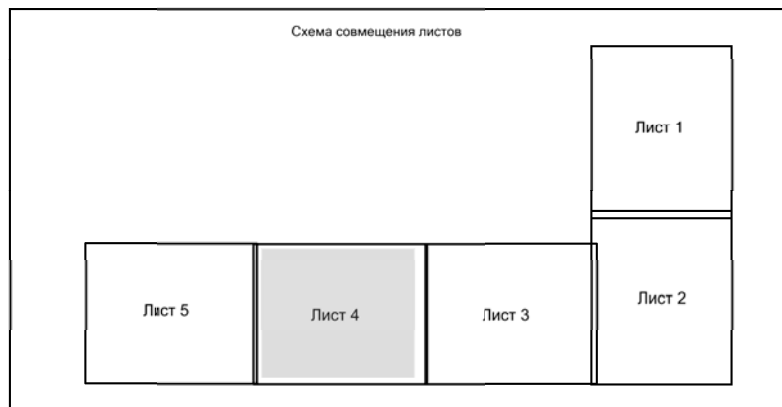 Схема совмещения листов
Лист 1
Лист 2
Лист 5
Лист 4
Лист 3